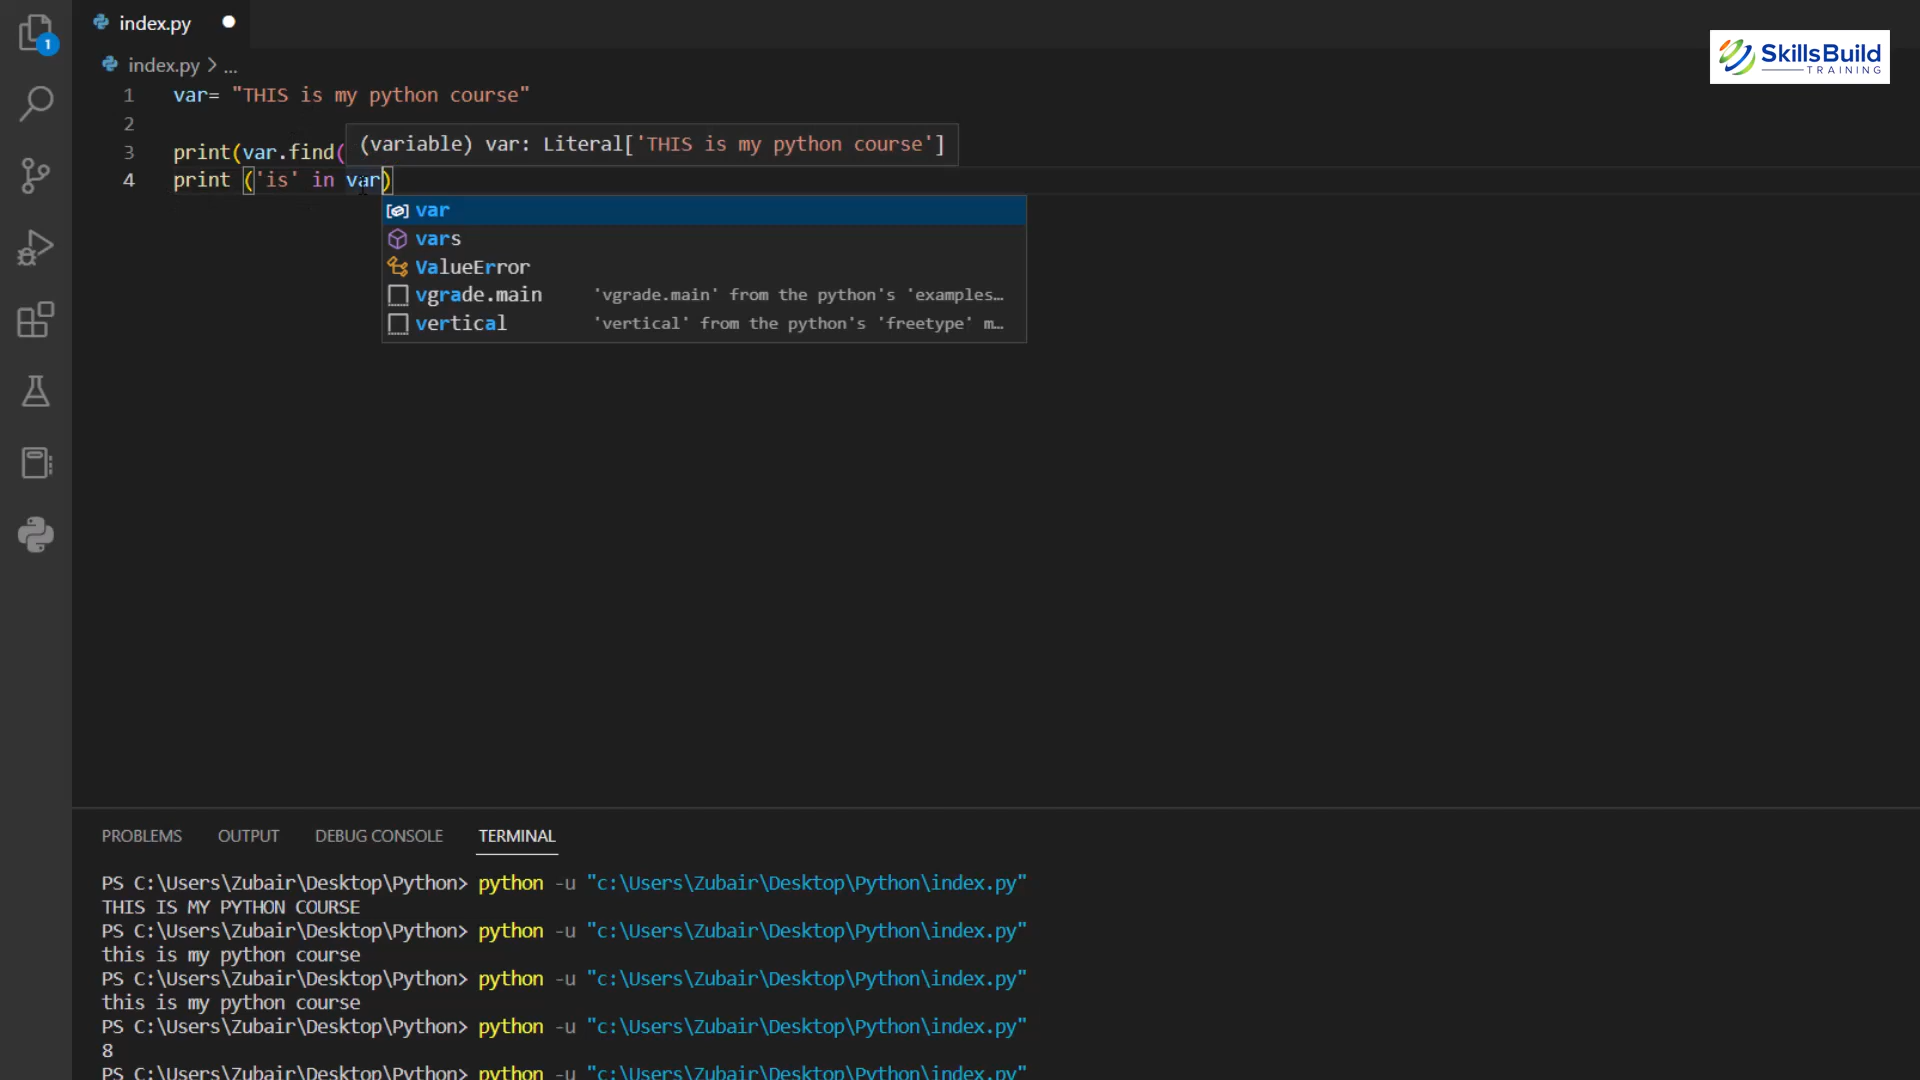 index.py
1
index.py > ...
SkillsBuild
TRAINING
1 var= "THIS is my python course"
2
(variable) var: Literal['THIS is my python course']
3 print(var.find(
4 print ('is' in var)
var
vars
ValueError
vgrade.main 'vgrade.main' from the python's 'examples…
vertical 'vertical' from the python's 'freetype' m…
PROBLEMS OUTPUT DEBUG CONSOLE TERMINAL
PS C:\Users\Zubair\Desktop\Python> python -u "c:\Users\Zubair\Desktop\Python\index.py"
THIS IS MY PYTHON COURSE
PS C:\Users\Zubair\Desktop\Python> python -u "c:\Users\Zubair\Desktop\Python\index.py"
this is my python course
PS C:\Users\Zubair\Desktop\Python> python -u "c:\Users\Zubair\Desktop\Python\index.py"
this is my python course
PS C:\Users\Zubair\Desktop\Python> python -u "c:\Users\Zubair\Desktop\Python\index.py"
8
PS C:\Users\Zubair\Desktop\Python> python -u "c:\Users\Zubair\Desktop\Python\index.py"